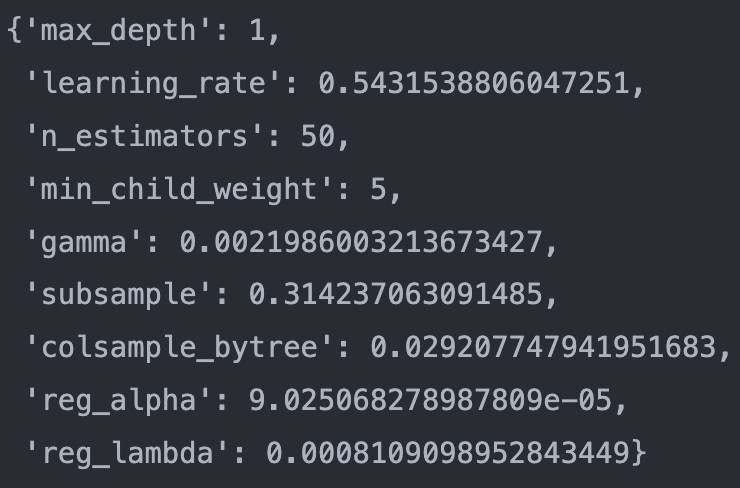 {'max_depth': 1,
'learning_rate': 0.5431538806047251,
'n_estimators': 50,
'min_child_weight': 5,
'gamma': 0.0021986003213673427,
'subsample': 0.314237063091485,
'colsample_bytree': 0.029207747941951683,
'reg_alpha': 9.025068278987809e-05,
'reg_lambda': 0.0008109098952843449}